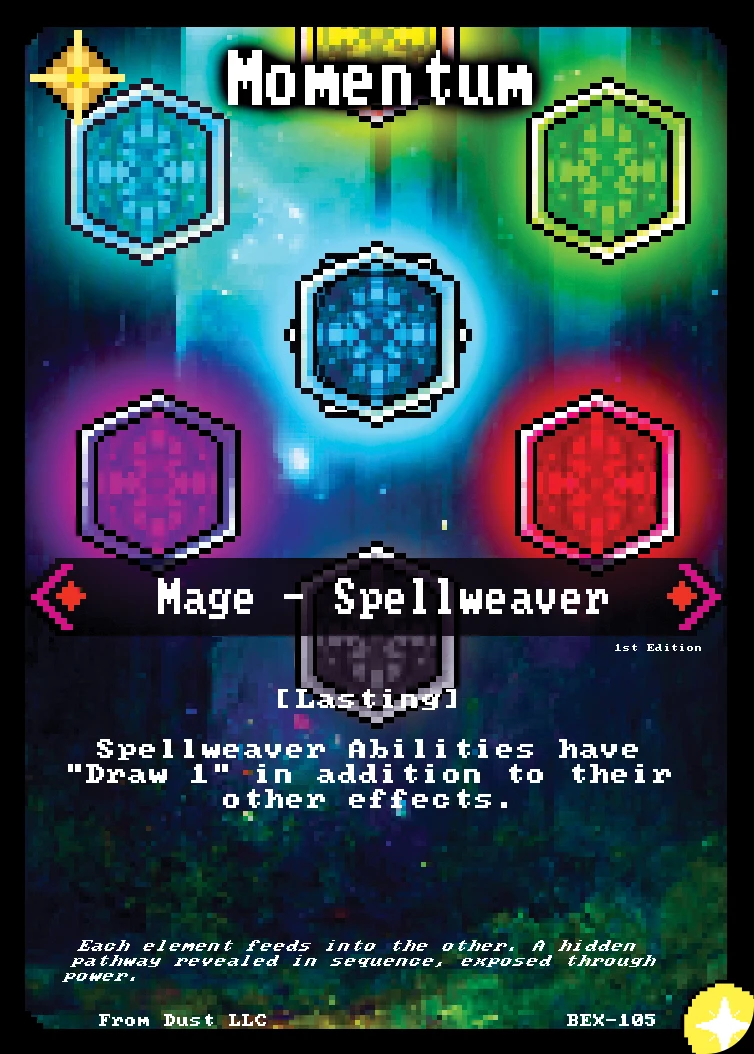 Momentum
Mage - Spellweaver
1st Edition
[Lasting]
Spellweaver Abilities have
"Draw 1" in addition to their
other effects.
Each element feeds into the other. A hidden
pathway revealed in sequence, exposed through
power.
From Dust LLC
BEX-105